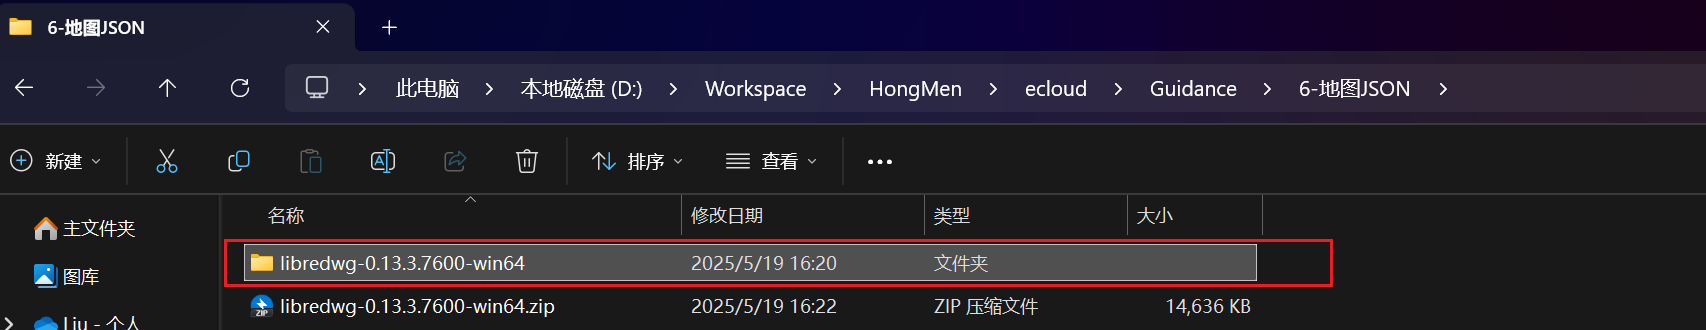 6-地图JSON
此电脑 本地磁盘 (D:) Workspace HongMen ecloud Guidance 6-地图JSON
新建 排序 查看
名称 修改日期 类型 大小
主文件夹
libredwg-0.13.3.7600-win64 2025/5/19 16:20 文件夹
图库
libredwg-0.13.3.7600-win64.zip 2025/5/19 16:22 ZIP 压缩文件 14,636 KB
ZIP
Liu - 个人